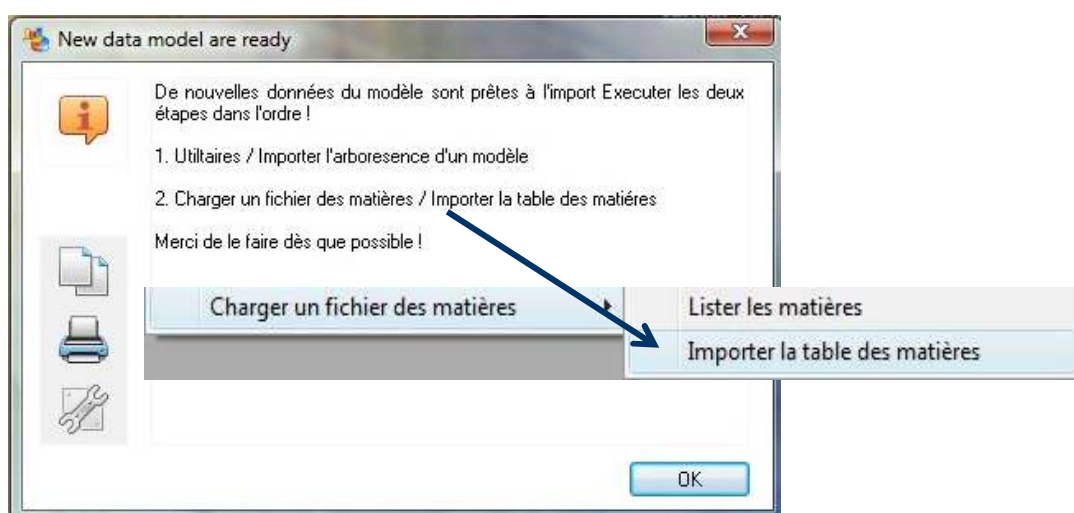 New data model are ready
De nouvelles données du modèle sont prêtes à l'import Executer les deux
étapes dans l'ordre !
1. Utiltaires / Importer l'arboresence d'un modèle
2. Charger un fichier des matières / Importer la table des matiéres
Merci de le faire dès que possible !
Charger un fichier des matières
Lister les matières
Importer la table des matières
OK